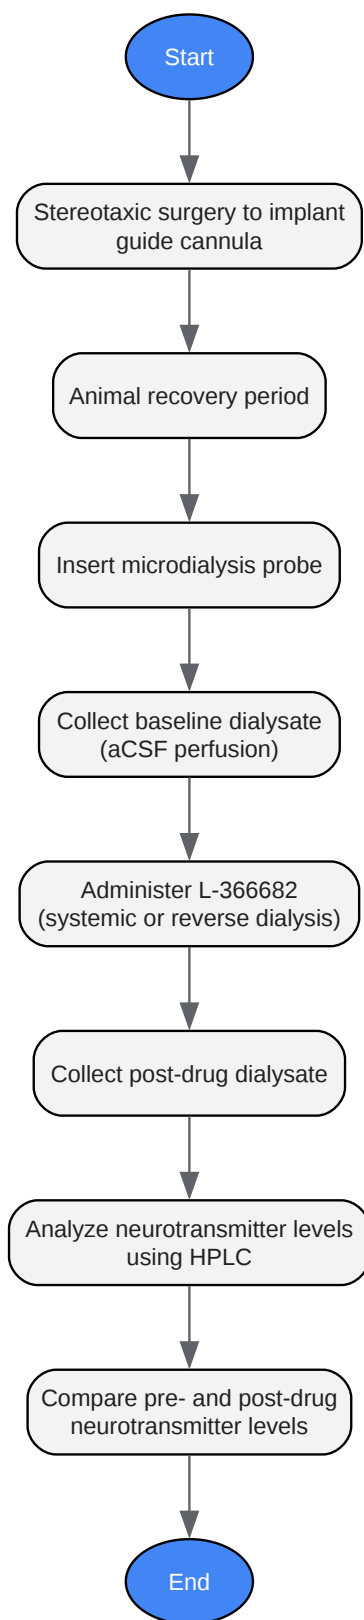 Start
Stereotaxic surgery to implant
guide cannula
Animal recovery period
Insert microdialysis probe
Collect baseline dialysate
(aCSF perfusion)
Administer L-366682
(systemic or reverse dialysis)
Collect post-drug dialysate
Analyze neurotransmitter levels
using HPLC
Compare pre- and post-drug
neurotransmitter levels
End